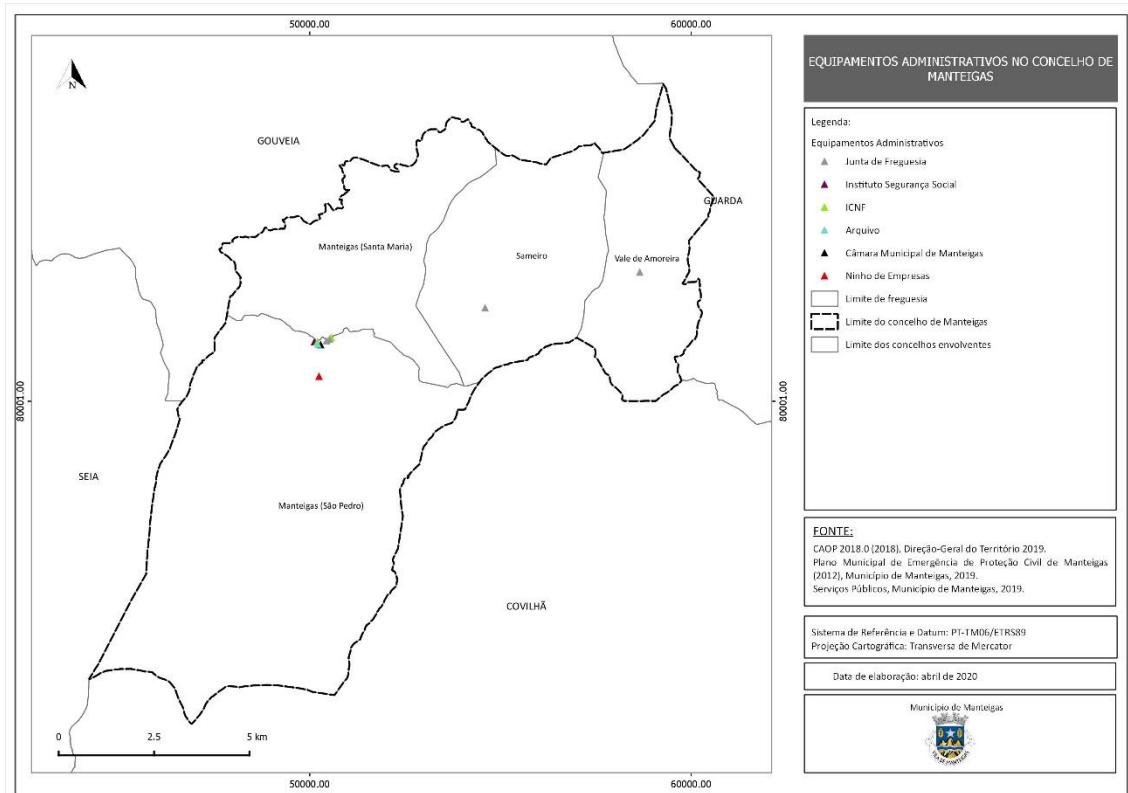 50000.00
60000.00
N
GOUVEIA
GUARDA
Manteigas (Santa Maria)
Sameiro
Vale de Amoreira
80001.00
80001.00
SEIA
Manteigas (São Pedro)
COVILHÃ
0 2.5 5 km
50000.00
60000.00
EQUIPAMENTOS ADMINISTRATIVOS NO CONCELHO DE
MANTEIGAS
Legenda:
Equipamentos Administrativos
Junta de Freguesia
Instituto Segurança Social
ICNF
Arquivo
Câmara Municipal de Manteigas
Ninho de Empresas
Limite de freguesia
Limite do concelho de Manteigas
Limite dos concelhos envolventes
FONTE:
CAOP 2018.0 (2018), Direção-Geral do Território 2019.
Plano Municipal de Emergência de Proteção Civil de Manteigas
(2012), Município de Manteigas, 2019.
Serviços Públicos, Município de Manteigas, 2019.
Sistema de Referência e Datum: PT-TM06/ETRS89
Projeção Cartográfica: Transversa de Mercator
Data de elaboração: abril de 2020
Município de Manteigas
VILA DE MANTEIGAS